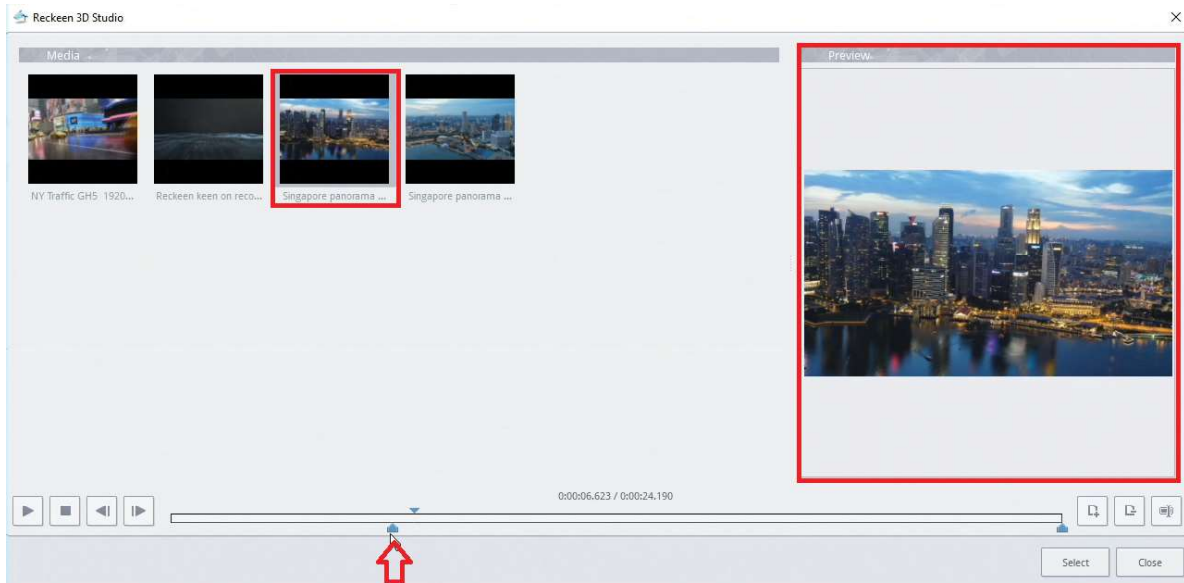 Reckeen 3D Studio
Media
Preview
NY Traffic GH5 1920...
Reckeen keen on reco...
Singapore panorama ...
Singapore panorama ...
0:00:06.623 / 0:00:24.190
Select
Close